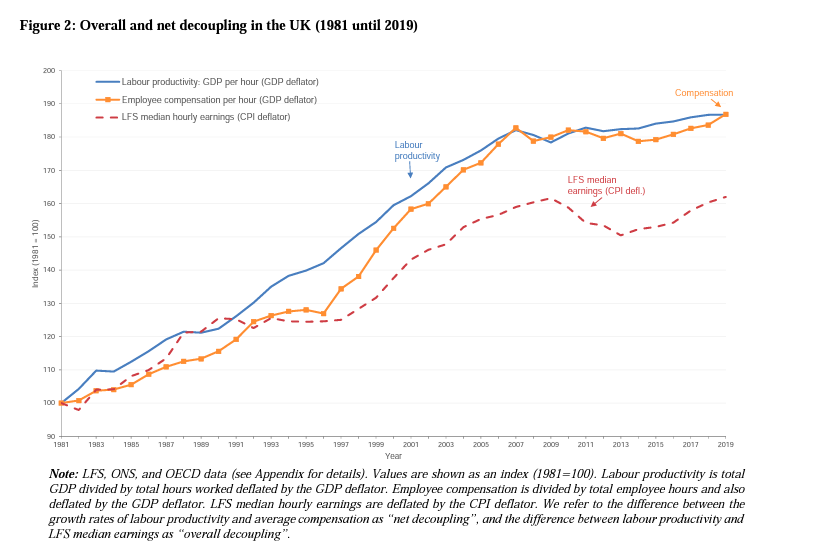 Figure 2: Overall and net decoupling in the UK (1981 until 2019)
200
190
180
170
160
150
140
130
120
110
100
90
Index (1981 = 100)
Labour productivity: GDP per hour (GDP deflator)
Employee compensation per hour (GDP deflator)
LFS median hourly earnings (CPI deflator)
Compensation
Labour
productivity
LFS median
earnings (CPI defl.)
1981 1983 1985 1987 1989 1991 1993 1995 1997 1999 2001 2003 2005 2007 2009 2011 2013 2015 2017 2019
Year
Note: LFS, ONS, and OECD data (see Appendix for details). Values are shown as an index (1981=100). Labour productivity is total
GDP divided by total hours worked deflated by the GDP deflator. Employee compensation is divided by total employee hours and also
deflated by the GDP deflator. LFS median hourly earnings are deflated by the CPI deflator. We refer to the difference between the
growth rates of labour productivity and average compensation as “net decoupling”, and the difference between labour productivity and
LFS median earnings as “overall decoupling”.